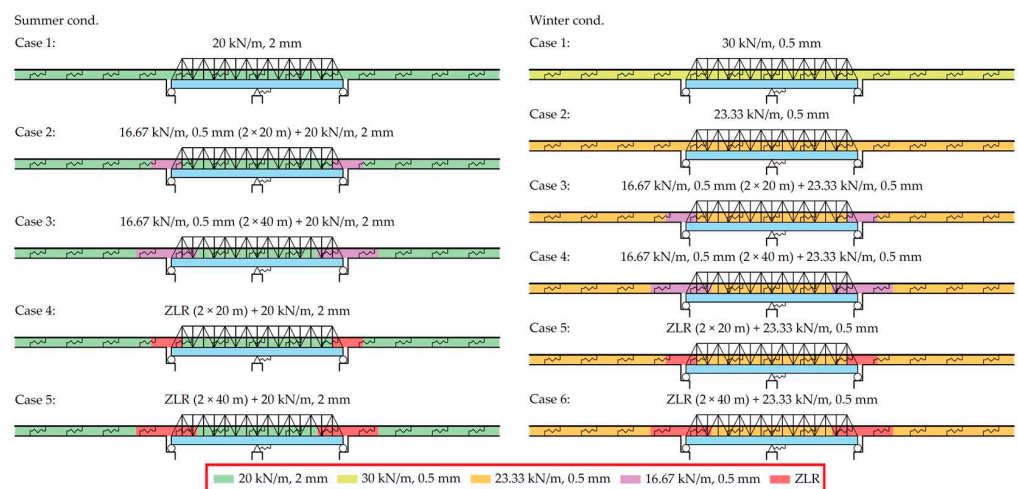 Summer cond.
Case 1:
20 kN/m, 2 mm
Case 2:
16.67 kN/m, 0.5 mm (2 × 20 m) + 20 kN/m, 2 mm
Case 3:
16.67 kN/m, 0.5 mm (2 × 40 m) + 20 kN/m, 2 mm
Case 4:
ZLR (2 × 20 m) + 20 kN/m, 2 mm
Case 5:
ZLR (2 × 40 m) + 20 kN/m, 2 mm
Winter cond.
Case 1:
30 kN/m, 0.5 mm
Case 2:
23.33 kN/m, 0.5 mm
Case 3:
16.67 kN/m, 0.5 mm (2 × 20 m) + 23.33 kN/m, 0.5 mm
Case 4:
16.67 kN/m, 0.5 mm (2 × 40 m) + 23.33 kN/m, 0.5 mm
Case 5:
ZLR (2 × 20 m) + 23.33 kN/m, 0.5 mm
Case 6:
ZLR (2 × 40 m) + 23.33 kN/m, 0.5 mm
20 kN/m, 2 mm 30 kN/m, 0.5 mm 23.33 kN/m, 0.5 mm 16.67 kN/m, 0.5 mm ZLR